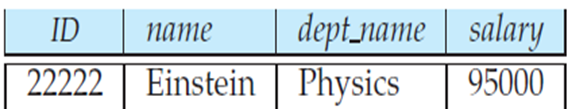 ID name dept_name salary
22222 Einstein Physics 95000